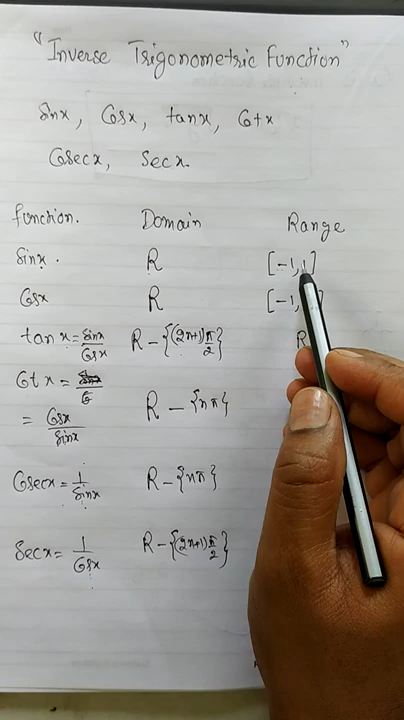 "Inverse Trigonometric Function"
Sinx, Cosx, tanx, Cotx
Cosecx, Secx.
Function. Domain Range
Sinx. R [-1,1]
Cosx R [-1, ]
tan x = Sinx/Cosx R - {(2n+1)π/2} R
Cotx =
= Cosx/Sinx R - {nπ}
Cosecx = 1/Sinx R - {nπ}
Secx = 1/Cosx R - {(2n+1)π/2}